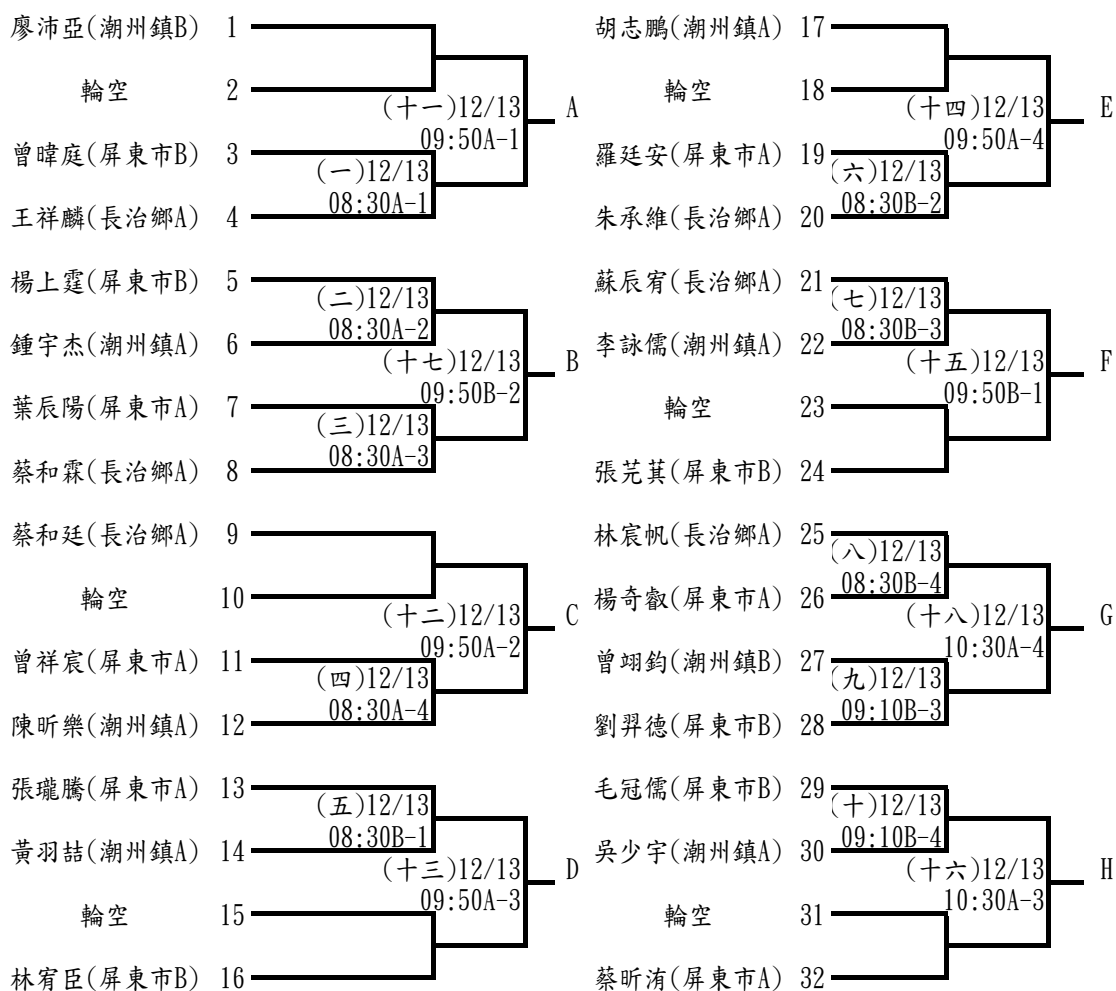 廖沛亞(潮州鎮B) 1
輪空 2
(十一)12/13 A
09:50A-1
曾暐庭(屏東市B) 3
(一)12/13
08:30A-1
王祥麟(長治鄉A) 4
楊上霆(屏東市B) 5
(二)12/13
08:30A-2
鍾宇杰(潮州鎮A) 6
(十七)12/13 B
09:50B-2
葉辰陽(屏東市A) 7
(三)12/13
08:30A-3
蔡和霖(長治鄉A) 8
蔡和廷(長治鄉A) 9
輪空 10
(十二)12/13 C
09:50A-2
曾祥宸(屏東市A) 11
(四)12/13
08:30A-4
陳昕樂(潮州鎮A) 12
張瓏騰(屏東市A) 13
(五)12/13
08:30B-1
黃羽喆(潮州鎮A) 14
(十三)12/13 D
09:50A-3
輪空 15
林宥臣(屏東市B) 16
胡志鵬(潮州鎮A) 17
輪空 18
(十四)12/13 E
09:50A-4
羅廷安(屏東市A) 19
(六)12/13
08:30B-2
朱承維(長治鄉A) 20
蘇辰宥(長治鄉A) 21
(七)12/13
08:30B-3
李詠儒(潮州鎮A) 22
(十五)12/13 F
09:50B-1
輪空 23
張芫萁(屏東市B) 24
林宸帆(長治鄉A) 25
(八)12/13
08:30B-4
楊奇叡(屏東市A) 26
(十八)12/13 G
10:30A-4
曾翊鈞(潮州鎮B) 27
(九)12/13
09:10B-3
劉羿德(屏東市B) 28
毛冠儒(屏東市B) 29
(十)12/13
09:10B-4
吳少宇(潮州鎮A) 30
(十六)12/13 H
10:30A-3
輪空 31
蔡昕洧(屏東市A) 32